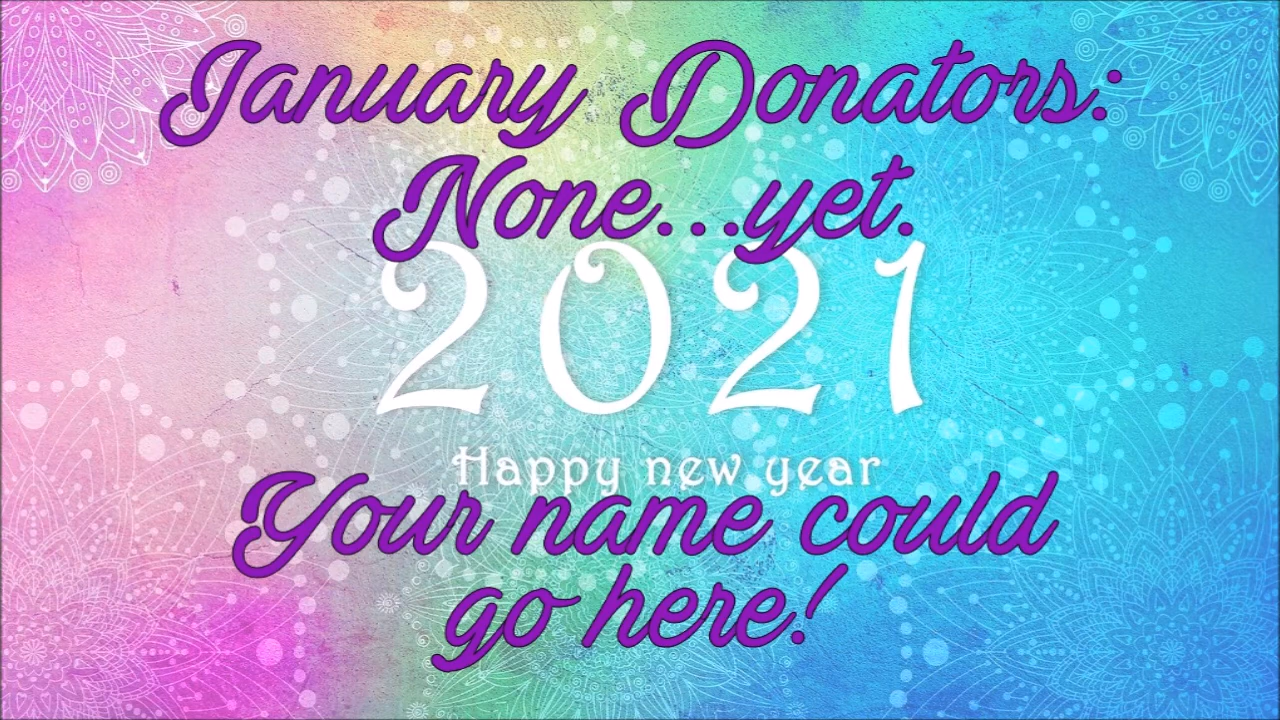 January Donators:
None...yet.
2021
Happy new year
Your name could
go here!